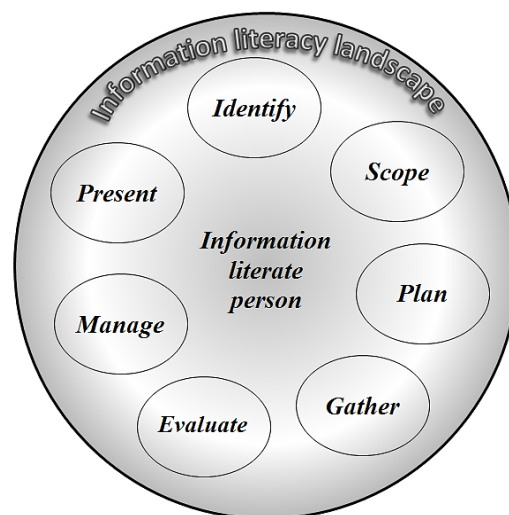 Information literacy landscape
Identify
Scope
Plan
Gather
Evaluate
Manage
Present
Information
literate
person